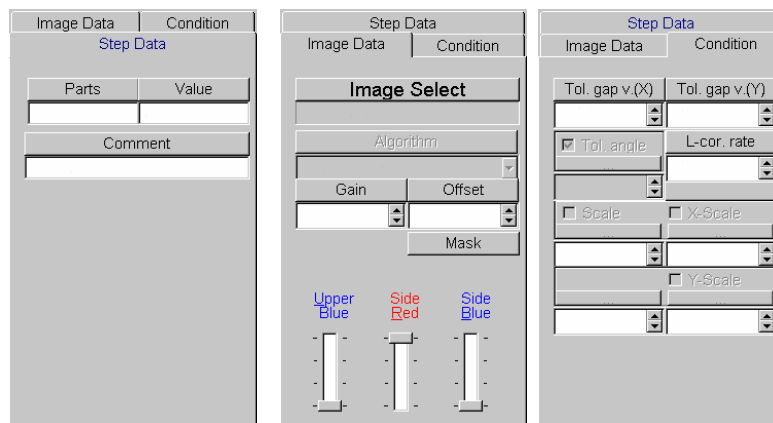 Image Data Condition
Step Data
Parts Value
Comment
Step Data
Image Data Condition
Image Select
Algorithm
Gain Offset
Mask
Upper Side Side
Blue Red Blue
Step Data
Image Data Condition
Tol. gap v.(X) Tol. gap v.(Y)
Tol. angle L-cor. rate
...
Scale X-Scale
... ...
Y-Scale
... ...